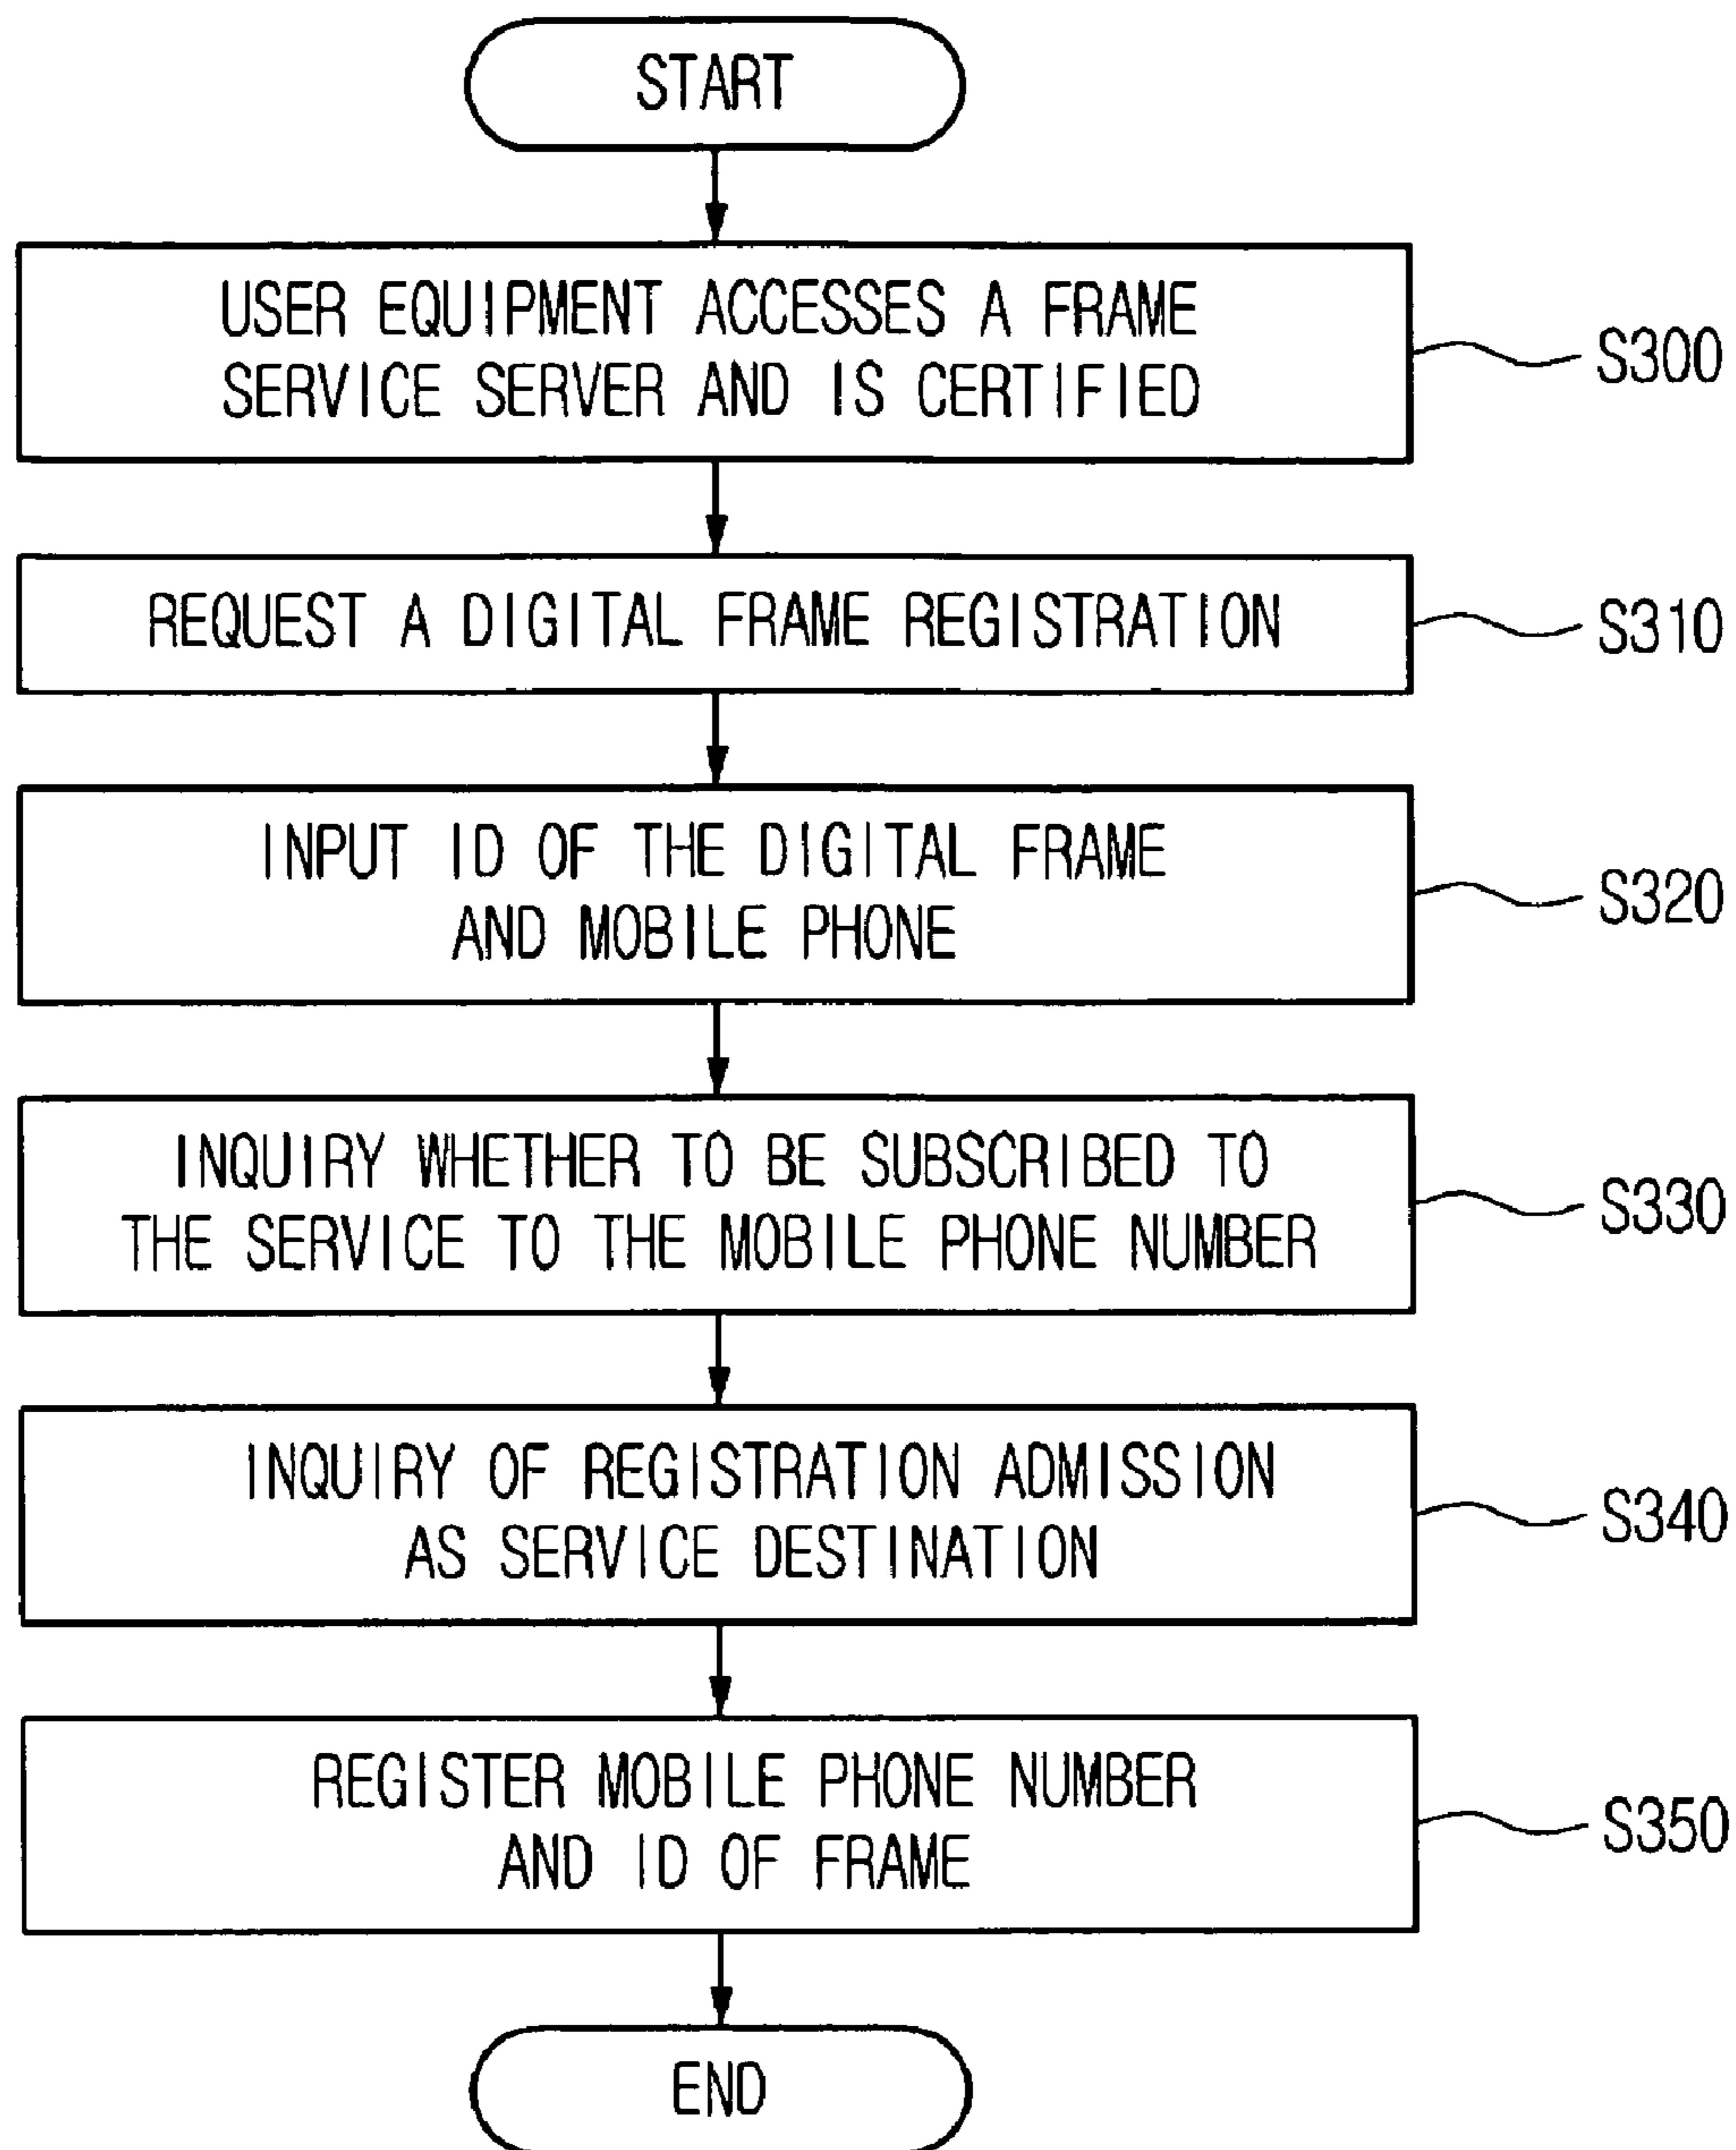 START
USER EQUIPMENT ACCESSES A FRAME
SERVICE SERVER AND IS CERTIFIED
S300
REQUEST A DIGITAL FRAME REGISTRATION
S310
INPUT ID OF THE DIGITAL FRAME
AND MOBILE PHONE
S320
INQUIRY WHETHER TO BE SUBSCRIBED TO
THE SERVICE TO THE MOBILE PHONE NUMBER
S330
INQUIRY OF REGISTRATION ADMISSION
AS SERVICE DESTINATION
S340
REGISTER MOBILE PHONE NUMBER
AND ID OF FRAME
S350
END